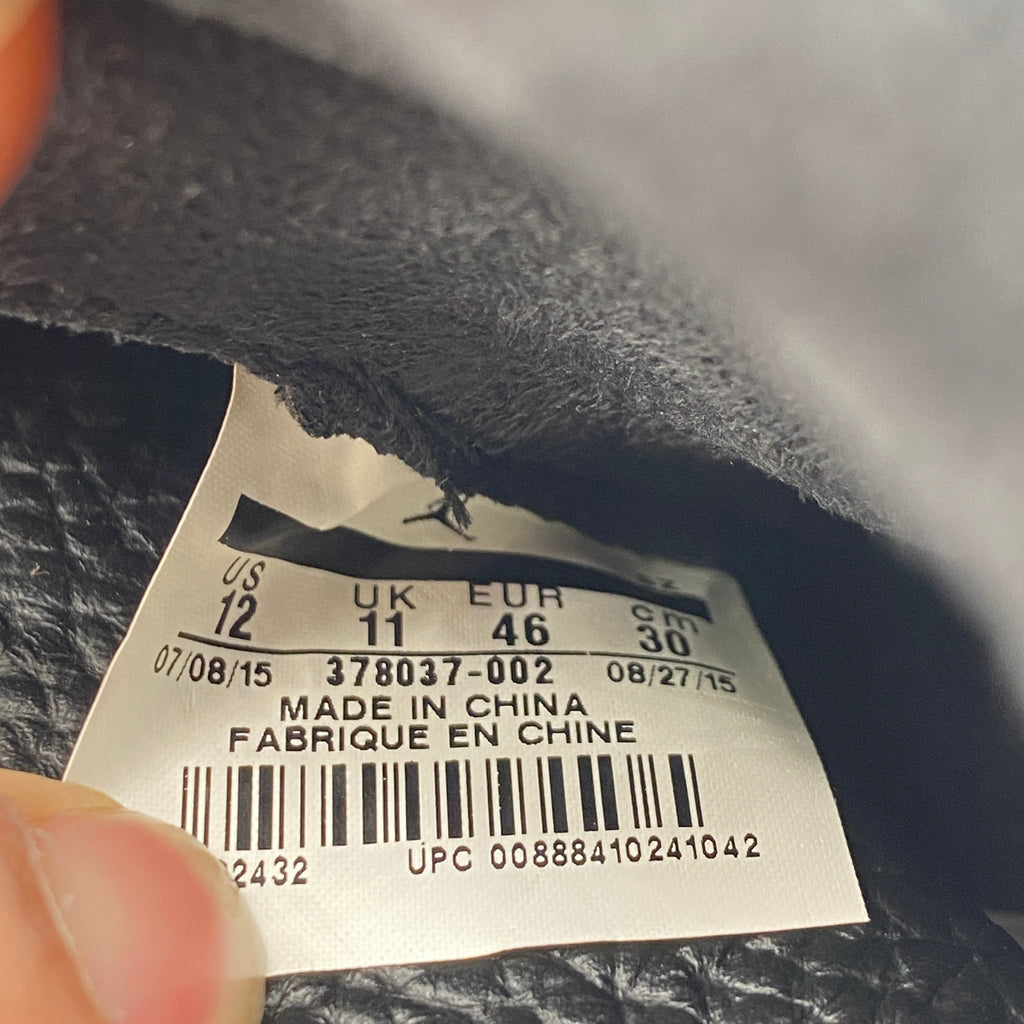 US UK EUR cm
12 11 46 30
07/08/15 378037-002 08/27/15
MADE IN CHINA
FABRIQUE EN CHINE
2432 UPC 00888410241042